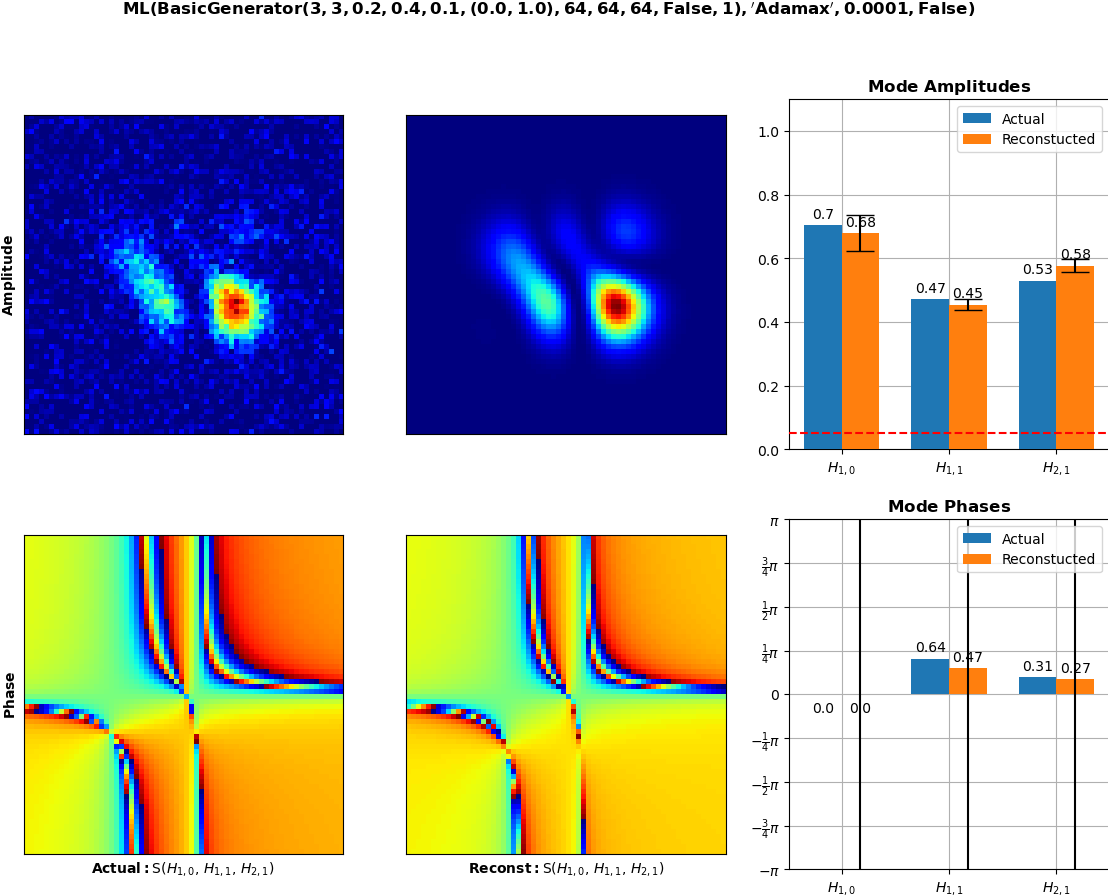 ML(BasicGenerator(3, 3, 0.2, 0.4, 0.1, (0.0, 1.0), 64, 64, 64, False, 1), ′Adamax′, 0.0001, False)
Amplitude
Mode Amplitudes
Actual
Reconstucted
1.0
0.8
0.6
0.4
0.2
0.0
0.7
0.68
0.47
0.45
0.53
0.58
H1,0
H1,1
H2,1
Phase
Actual: S(H1,0, H1,1, H2,1)
Reconst: S(H1,0, H1,1, H2,1)
Mode Phases
Actual
Reconstucted
π
3/4π
1/2π
1/4π
0
−1/4π
−1/2π
−3/4π
−π
0.0
0.0
0.64
0.47
0.31
0.27
H1,0
H1,1
H2,1